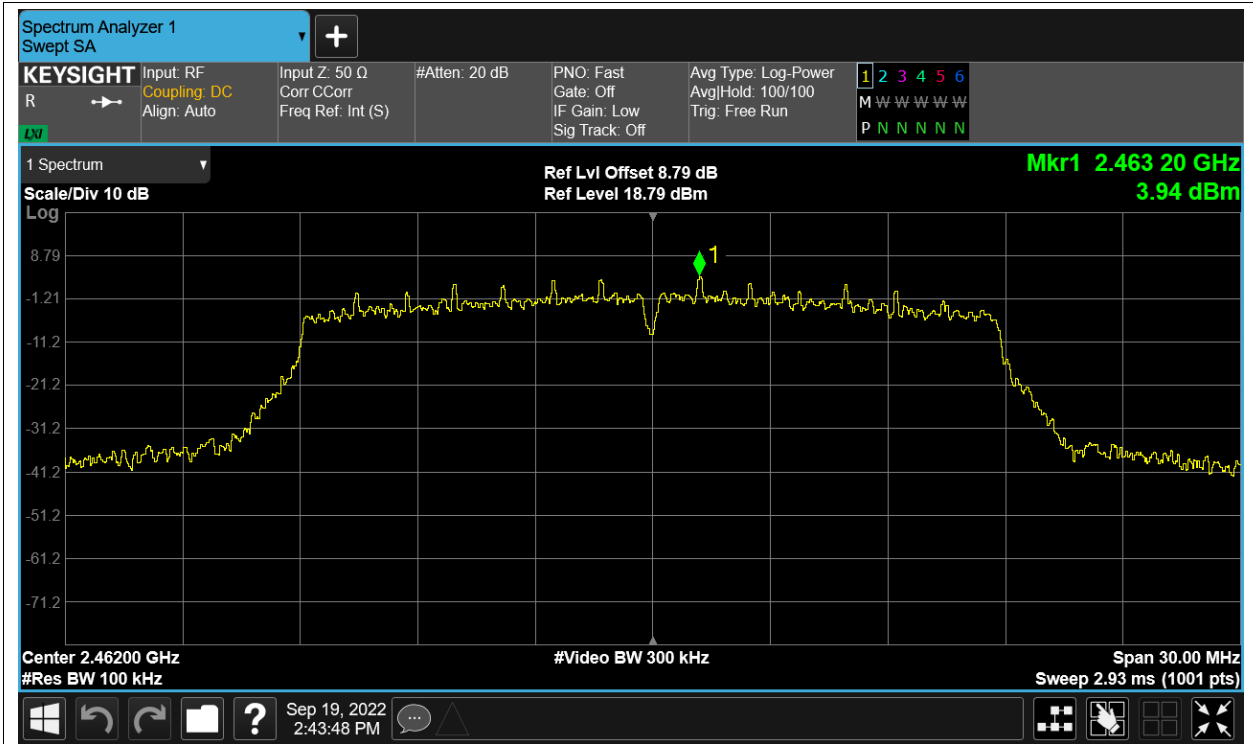 Spectrum Analyzer 1
Swept SA
KEYSIGHT
R
LXI
Input: RF
Coupling: DC
Align: Auto
Input Z: 50 Ω
Corr CCorr
Freq Ref: Int (S)
#Atten: 20 dB
PNO: Fast
Gate: Off
IF Gain: Low
Sig Track: Off
Avg Type: Log-Power
Avg|Hold: 100/100
Trig: Free Run
1 2 3 4 5 6
M W W W W W
P N N N N N
1 Spectrum
Scale/Div 10 dB
Ref Lvl Offset 8.79 dB
Ref Level 18.79 dBm
Mkr1 2.463 20 GHz
3.94 dBm
Log
8.79
-1.21
-11.2
-21.2
-31.2
-41.2
-51.2
-61.2
-71.2
1
Center 2.46200 GHz
#Res BW 100 kHz
#Video BW 300 kHz
Span 30.00 MHz
Sweep 2.93 ms (1001 pts)
?
Sep 19, 2022
2:43:48 PM